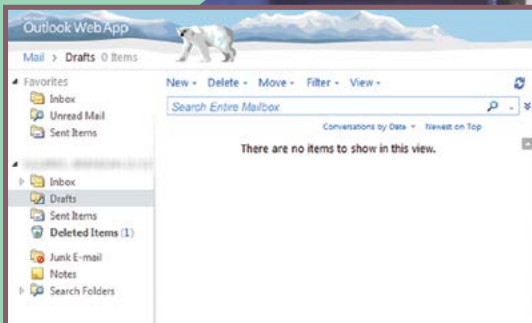 Outlook Web App
Mail > Drafts 0 Items
Favorites
Inbox
Unread Mail
Sent Items
Inbox
Drafts
Sent Items
Deleted Items (1)
Junk E-mail
Notes
Search Folders
New Delete Move Filter View
Search Entire Mailbox
Conversations by Date Newest on Top
There are no items to show in this view.